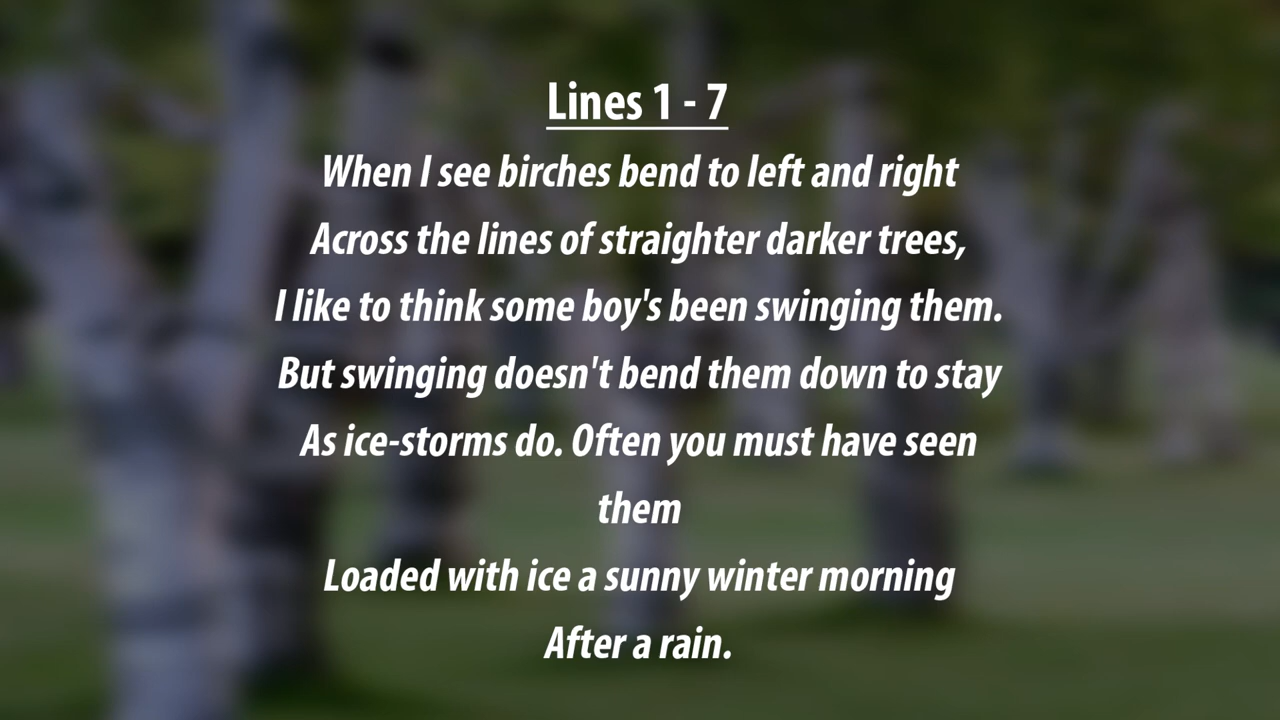 Lines 1 - 7
When I see birches bend to left and right
Across the lines of straighter darker trees,
I like to think some boy's been swinging them.
But swinging doesn't bend them down to stay
As ice-storms do. Often you must have seen
them
Loaded with ice a sunny winter morning
After a rain.